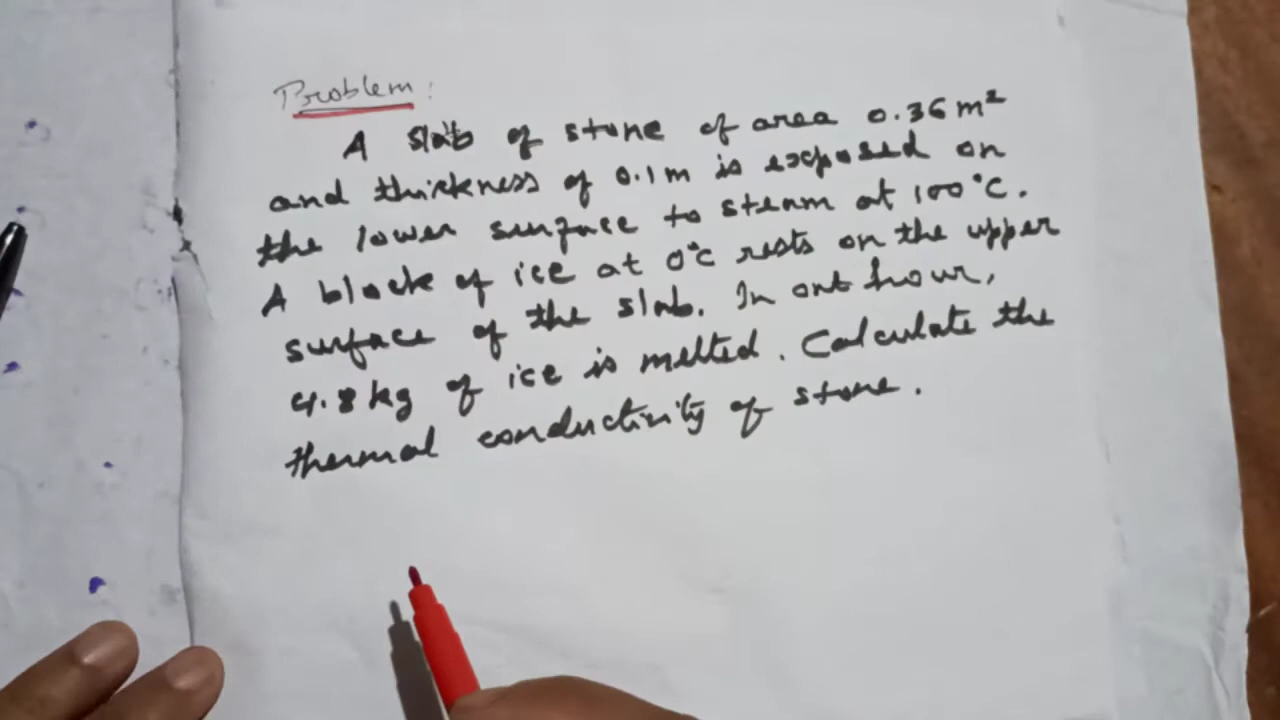 Problem:
A slab of stone of area 0.36 m²
and thickness of 0.1m is exposed on
the lower surface to steam at 100°C.
A block of ice at 0°C rests on the upper
surface of the slab. In one hour,
4.8 kg of ice is melted. Calculate the
thermal conductivity of stone.